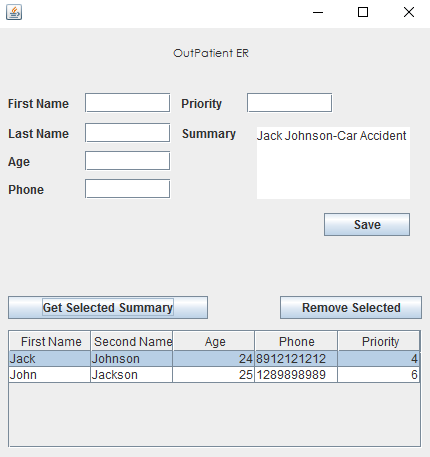 OutPatient ER
First Name Priority
Last Name Summary Jack Johnson-Car Accident
Age
Phone
Save
Get Selected Summary Remove Selected
First Name Second Name Age Phone Priority
Jack Johnson 24 8912121212 4
John Jackson 25 1289898989 6